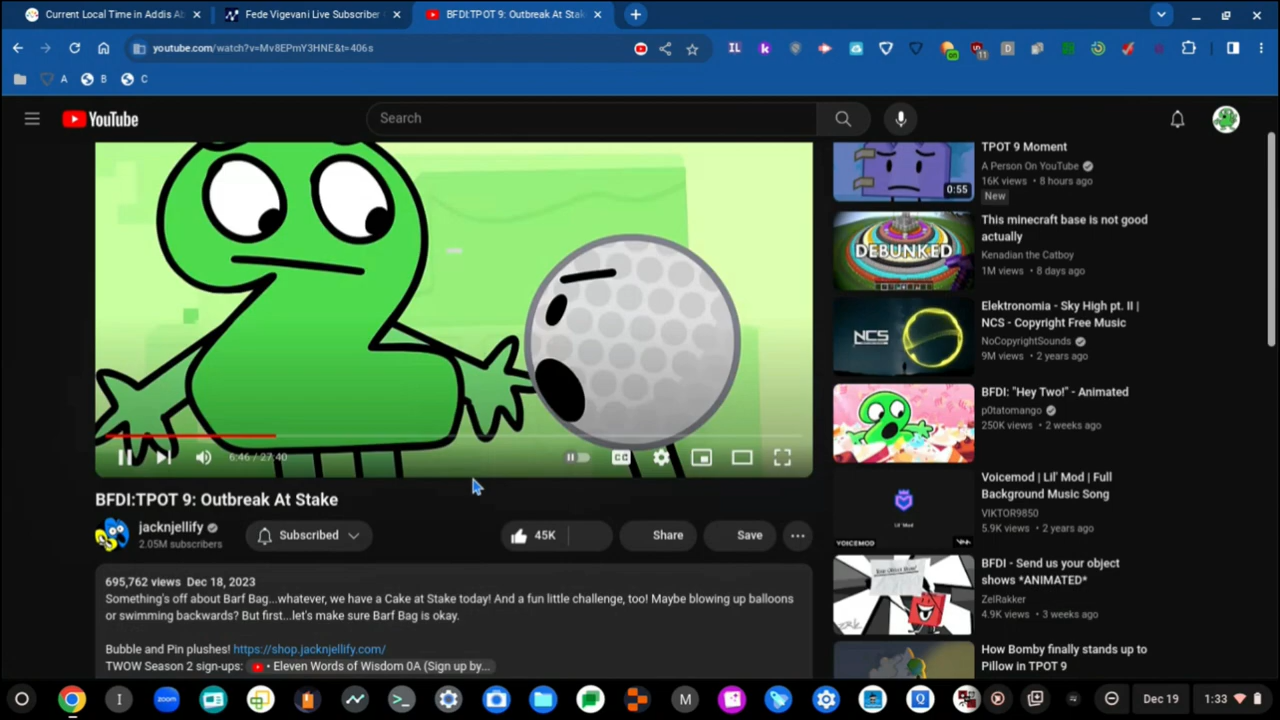 Current Local Time in Addis Ab
Fede Vigevani Live Subscriber
BFDI:TPOT 9: Outbreak At Stak
youtube.com/watch?v=Mv8EPmY3HNE&t=406s
IL
k
on
11
D
A
B
C
YouTube
Search
6:46 / 27:40
CC
BFDI:TPOT 9: Outbreak At Stake
jacknjellify
2.05M subscribers
Subscribed
45K
Share
Save
695,762 views Dec 18, 2023
Something's off about Barf Bag...whatever, we have a Cake at Stake today! And a fun little challenge, too! Maybe blowing up balloons
or swimming backwards? But first...let's make sure Barf Bag is okay.
Bubble and Pin plushes! https://shop.jacknjellify.com/
TWOW Season 2 sign-ups: • Eleven Words of Wisdom 0A (Sign up by...
0:55
TPOT 9 Moment
A Person On YouTube
16K views • 8 hours ago
New
DEBUNKED
This minecraft base is not good
actually
Kenadian the Catboy
1M views • 8 days ago
NCS
Elektronomia - Sky High pt. II |
NCS - Copyright Free Music
NoCopyrightSounds
9M views • 2 years ago
BFDI: "Hey Two!" - Animated
p0tatomango
250K views • 2 weeks ago
Lil' Mod
VOICEMOD
Voicemod | Lil' Mod | Full
Background Music Song
VIKTOR9850
5.9K views • 2 years ago
BFDI - Send us your object
shows *ANIMATED*
ZelRakker
4.9K views • 3 weeks ago
How Bomby finally stands up to
Pillow in TPOT 9
I
zoom
M
Q
Dec 19
1:33